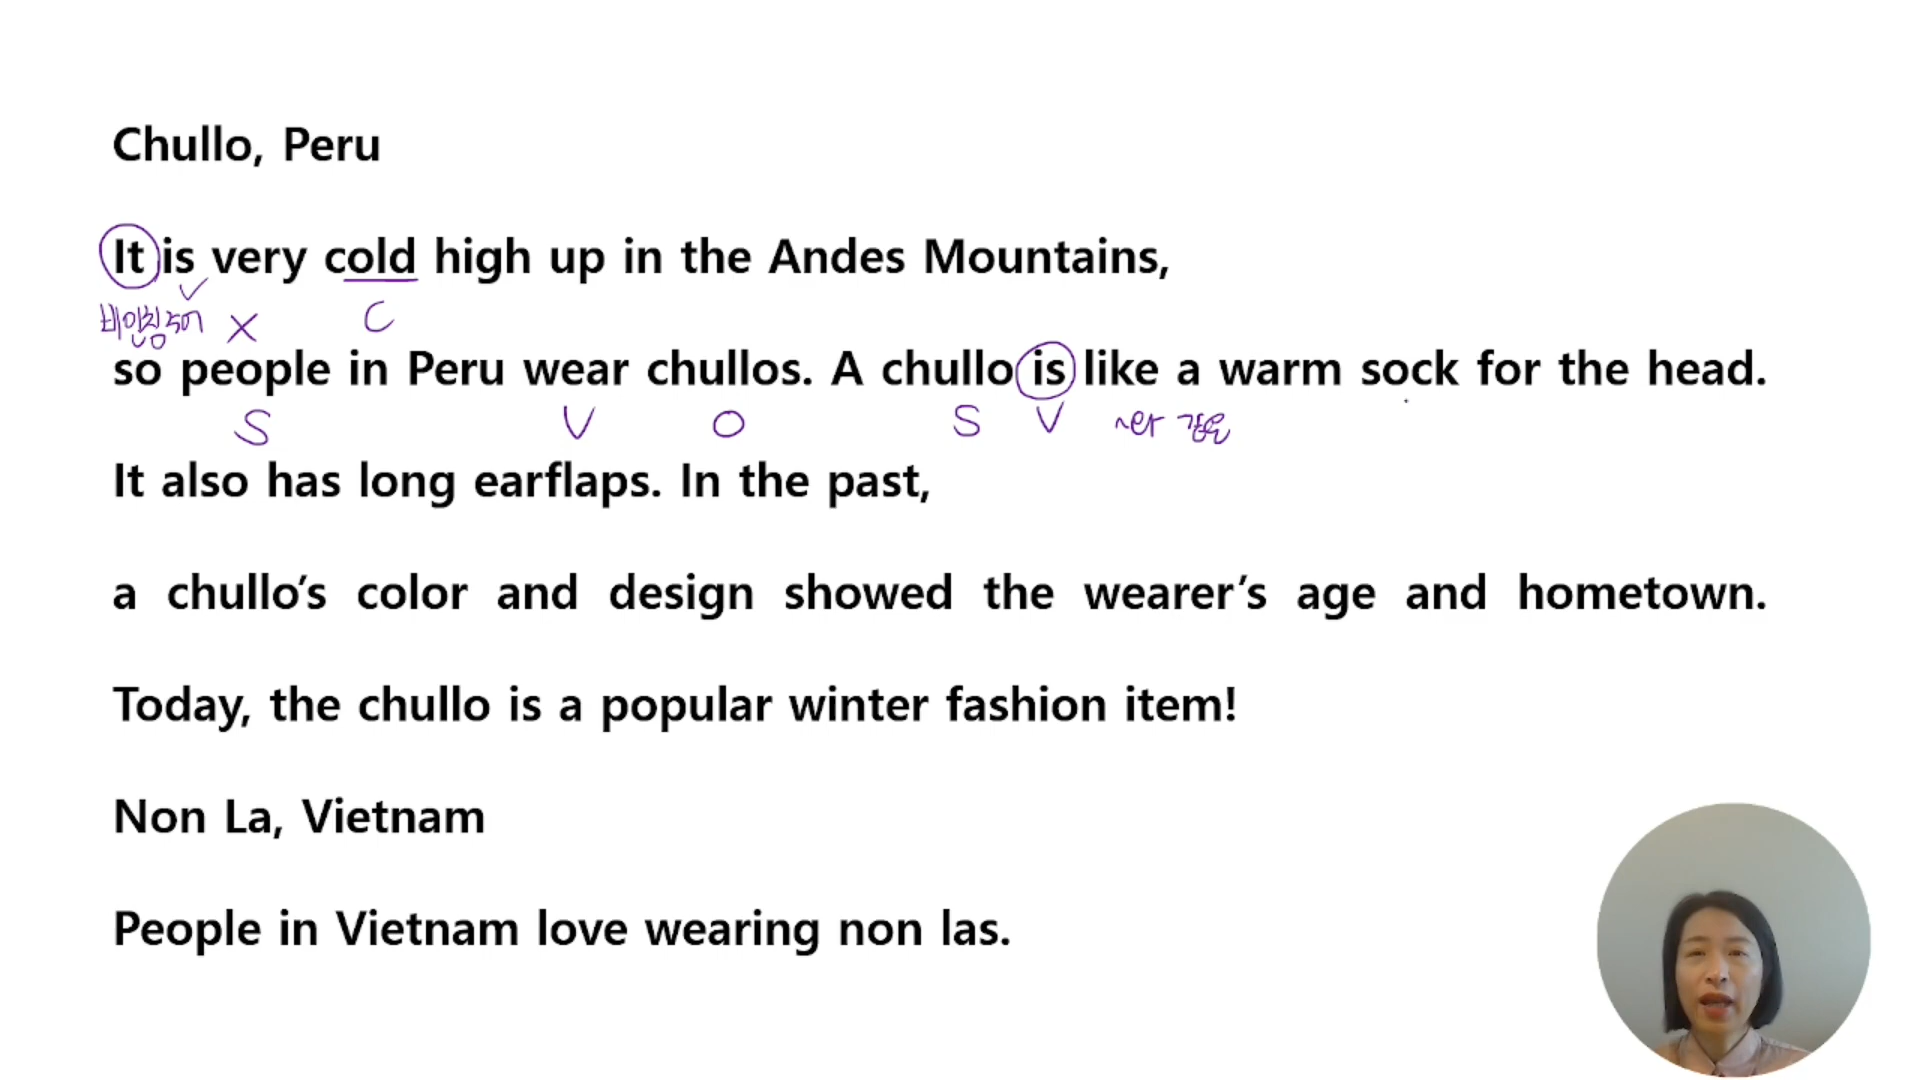 Chullo, Peru
It is very cold high up in the Andes Mountains,
비인칭주어 X C
so people in Peru wear chullos. A chullo is like a warm sock for the head.
S V O S V ~와 같은
It also has long earflaps. In the past,
a chullo’s color and design showed the wearer’s age and hometown.
Today, the chullo is a popular winter fashion item!
Non La, Vietnam
People in Vietnam love wearing non las.